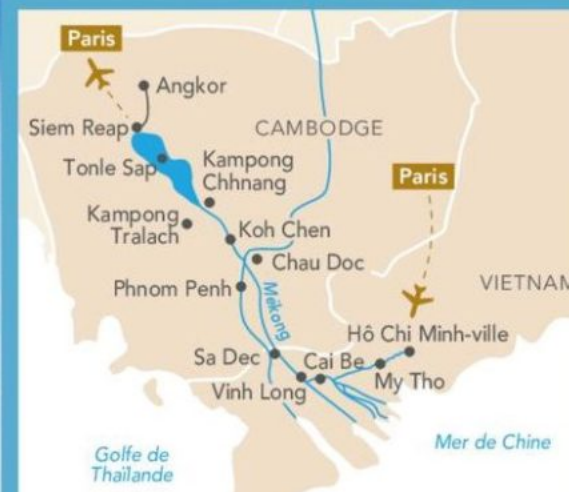 Paris
Angkor
Siem Reap
CAMBODGE
Tonle Sap
Kampong
Chhnang
Paris
Kampong
Tralach
Koh Chen
Chau Doc
VIETNAM
Phnom Penh
Mékong
Hô Chi Minh-ville
Sa Dec
Cai Be
My Tho
Vinh Long
Golfe de
Thaïlande
Mer de Chine